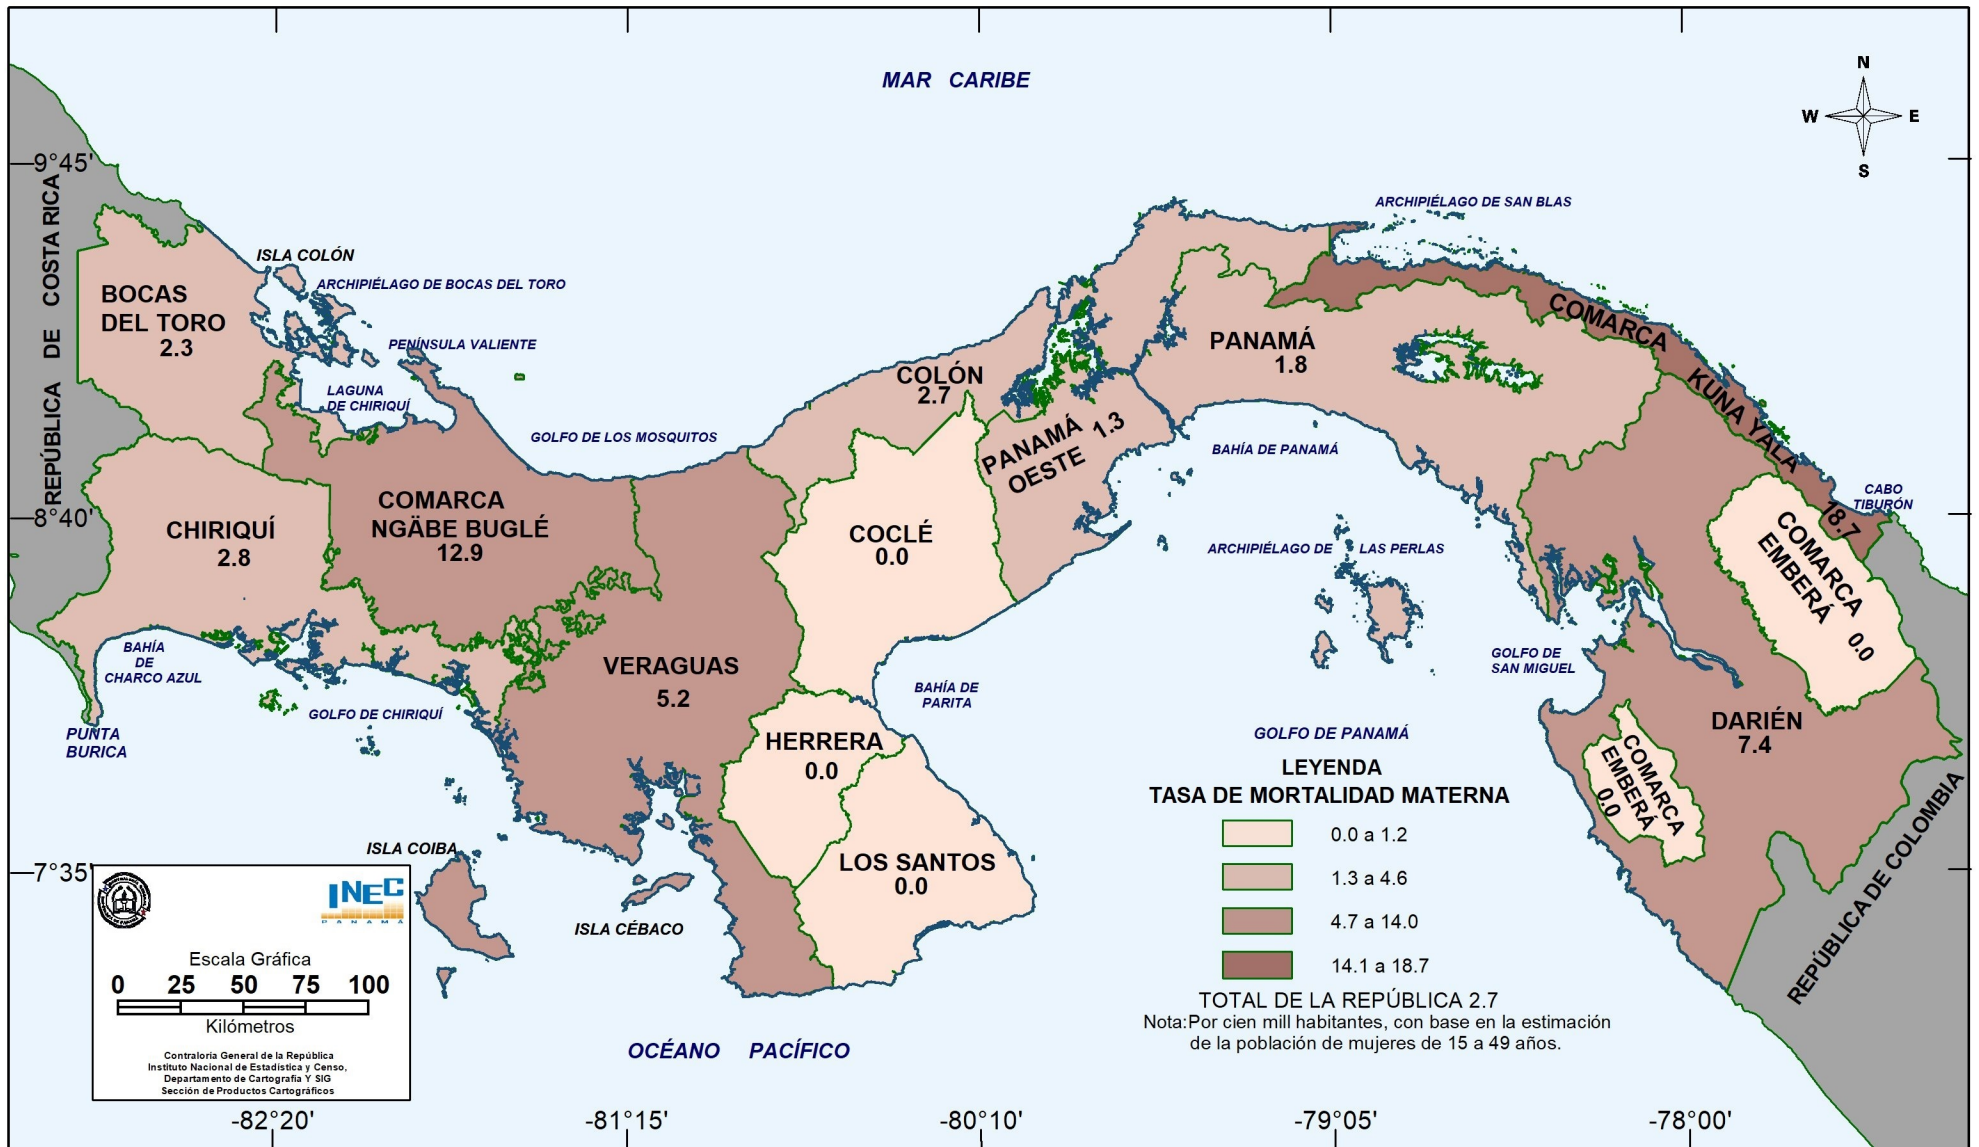 MAR CARIBE
N
W E
S
9°45'
REPÚBLICA DE COSTA RICA
ARCHIPIÉLAGO DE SAN BLAS
ISLA COLÓN
ARCHIPIÉLAGO DE BOCAS DEL TORO
BOCAS
DEL TORO
2.3
PENÍNSULA VALIENTE
LAGUNA
DE CHIRIQUÍ
GOLFO DE LOS MOSQUITOS
COLÓN
2.7
PANAMÁ
1.8
COMARCA
KUNA YALA
18.7
PANAMÁ
OESTE
1.3
BAHÍA DE PANAMÁ
CABO
TIBURÓN
8°40'
CHIRIQUÍ
2.8
COMARCA
NGÄBE BUGLÉ
12.9
COCLÉ
0.0
ARCHIPIÉLAGO DE LAS PERLAS
COMARCA
EMBERÁ
0.0
BAHÍA
DE
CHARCO AZUL
VERAGUAS
5.2
GOLFO DE
SAN MIGUEL
BAHÍA DE
PARITA
GOLFO DE CHIRIQUÍ
PUNTA
BURICA
HERRERA
0.0
GOLFO DE PANAMÁ
DARIÉN
7.4
COMARCA
EMBERÁ
0.0
REPÚBLICA DE COLOMBIA
LEYENDA
TASA DE MORTALIDAD MATERNA
0.0 a 1.2
1.3 a 4.6
4.7 a 14.0
14.1 a 18.7
TOTAL DE LA REPÚBLICA 2.7
Nota:Por cien mill habitantes, con base en la estimación
de la población de mujeres de 15 a 49 años.
ISLA COIBA
LOS SANTOS
0.0
ISLA CÉBACO
7°35'
INEC
PANAMÁ
Escala Gráfica
0 25 50 75 100
Kilómetros
Contraloría General de la República
Instituto Nacional de Estadística y Censo,
Departamento de Cartografía Y SIG
Sección de Productos Cartográficos
OCÉANO PACÍFICO
-82°20' -81°15' -80°10' -79°05' -78°00'